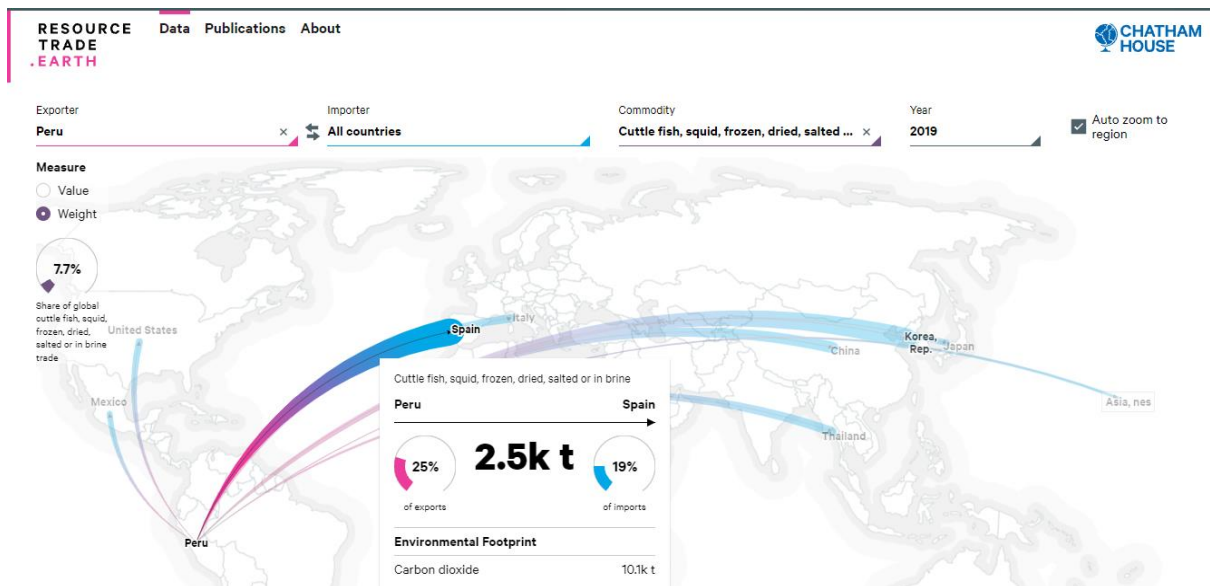 RESOURCE
TRADE
.EARTH
Data Publications About
CHATHAM
HOUSE
Exporter
Peru ×
Importer
All countries
Commodity
Cuttle fish, squid, frozen, dried, salted ... ×
Year
2019
Auto zoom to
region
Measure
Value
Weight
7.7%
Share of global
cuttle fish, squid,
frozen, dried,
salted or in brine
trade
United States
Mexico
Peru
Spain
Italy
China
Korea,
Rep.
Japan
Thailand
Asia, nes
Cuttle fish, squid, frozen, dried, salted or in brine
Peru Spain
25%
of exports
2.5k t
19%
of imports
Environmental Footprint
Carbon dioxide 10.1k t